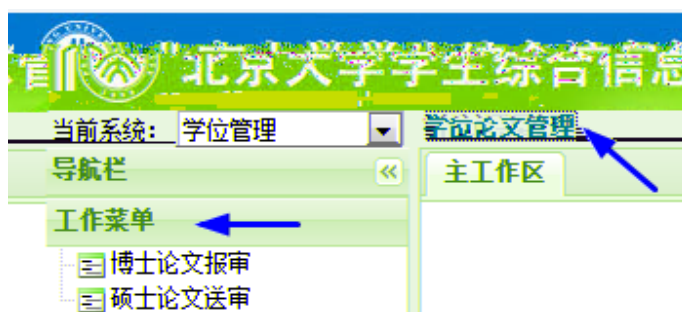 北京大学学生综合信息
当前系统： 学位管理 学位论文管理
导航栏 主工作区
工作菜单
博士论文报审
硕士论文送审